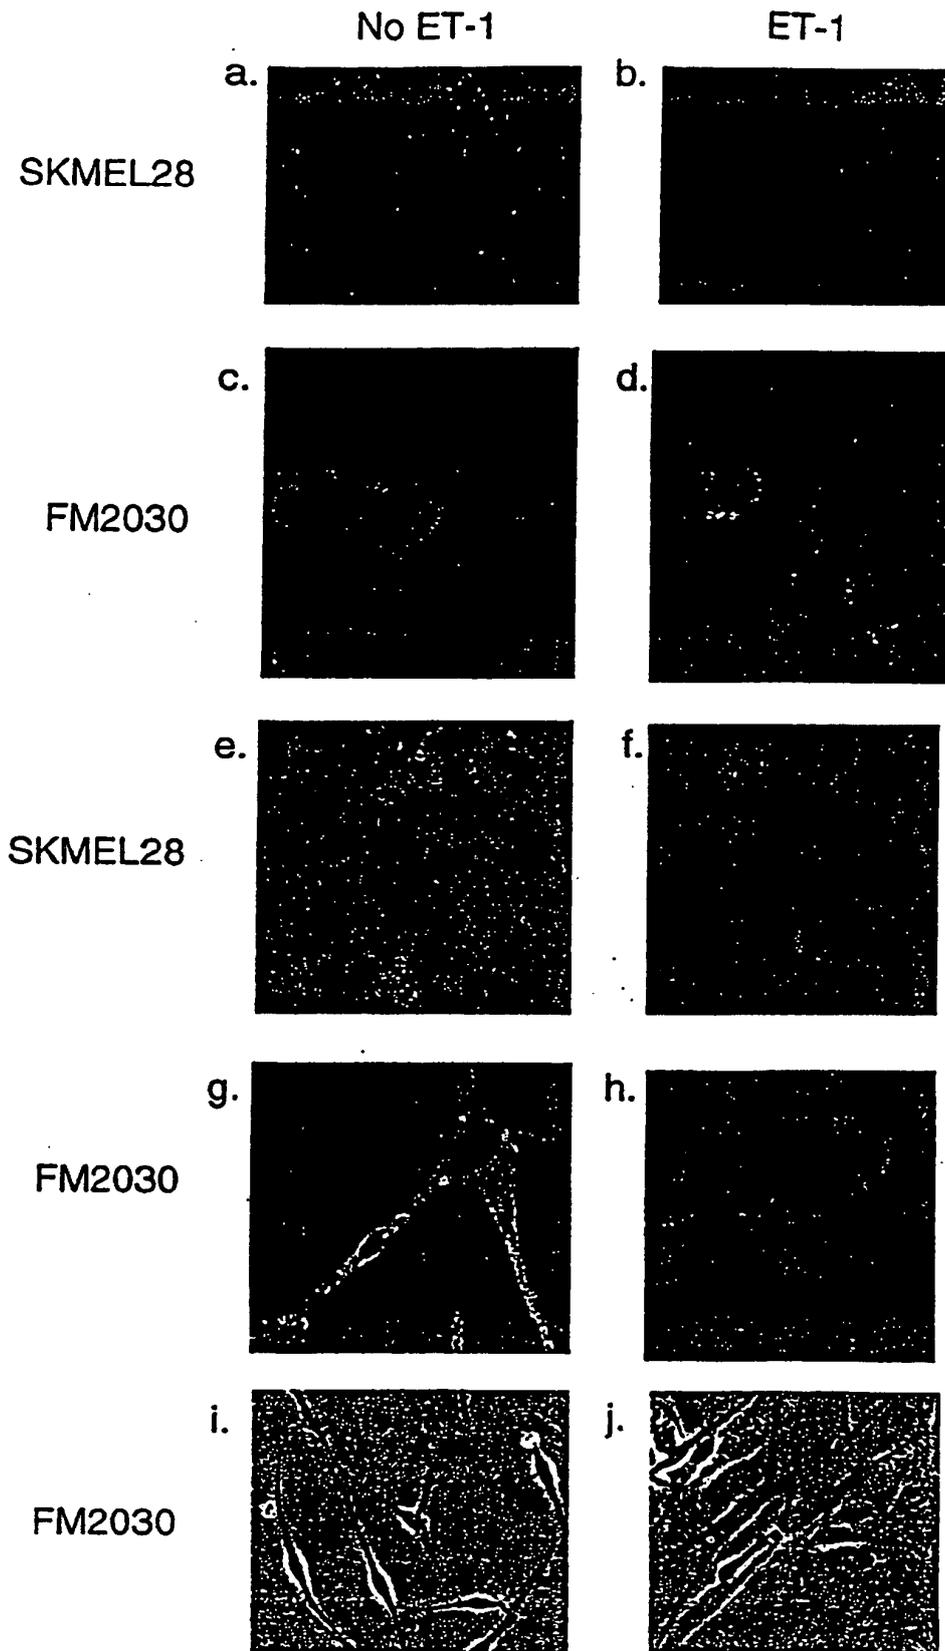 No ET-1 ET-1
a. b.
SKMEL28
c. d.
FM2030
e. f.
SKMEL28
g. h.
FM2030
i. j.
FM2030